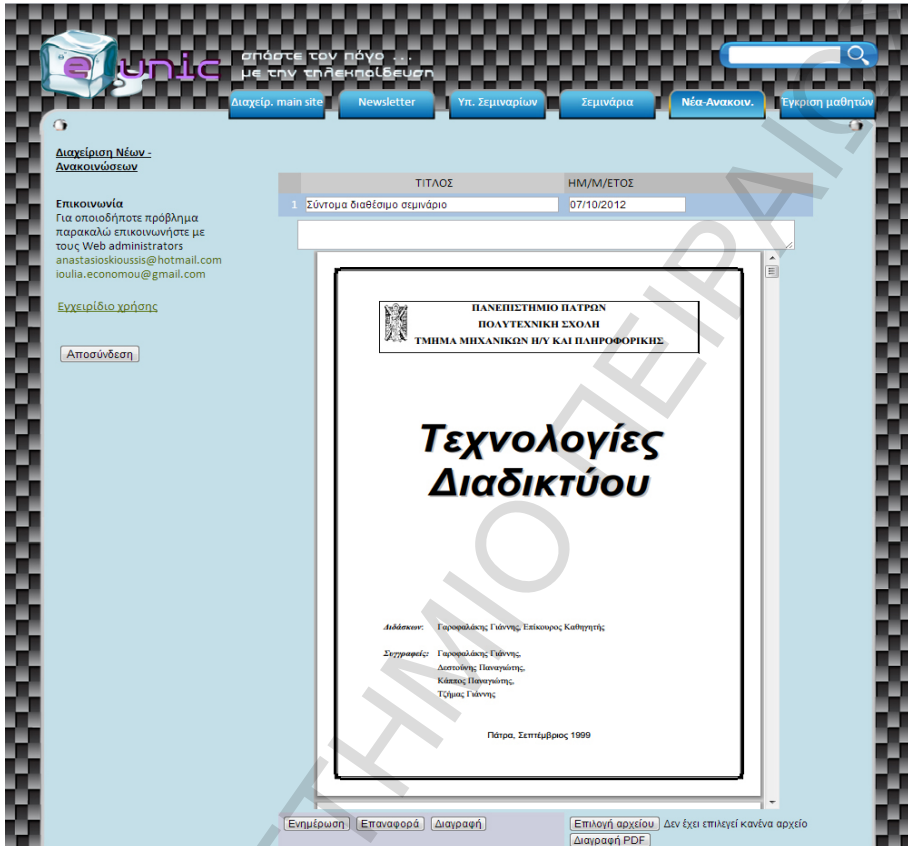 e unic
σπάστε τον πάγο ...
με την τηλεκπαίδευση
Διαχείρ. main site
Newsletter
Υπ. Σεμιναρίων
Σεμινάρια
Νέα-Ανακοιν.
Έγκριση μαθητών
Διαχείριση Νέων -
Ανακοινώσεων
Επικοινωνία
Για οποιοδήποτε πρόβλημα
παρακαλώ επικοινωνήστε με
τους Web administrators
anastasioskioussis@hotmail.com
ioulia.economou@gmail.com
Εγχειρίδιο χρήσης
Αποσύνδεση
ΤΙΤΛΟΣ ΗΜ/Μ/ΕΤΟΣ
1 Σύντομα διαθέσιμο σεμινάριο 07/10/2012
ΠΑΝΕΠΙΣΤΗΜΙΟ ΠΑΤΡΩΝ
ΠΟΛΥΤΕΧΝΙΚΗ ΣΧΟΛΗ
ΤΜΗΜΑ ΜΗΧΑΝΙΚΩΝ Η/Υ ΚΑΙ ΠΛΗΡΟΦΟΡΙΚΗΣ
Τεχνολογίες
Διαδικτύου
Διδάσκων: Γαροφαλάκης Γιάννης, Επίκουρος Καθηγητής
Συγγραφείς: Γαροφαλάκης Γιάννης,
Δεστούνης Παναγιώτης,
Κάππος Παναγιώτης,
Τζήμας Γιάννης
Πάτρα, Σεπτέμβριος 1999
Ενημέρωση Επαναφορά Διαγραφή Επιλογή αρχείου Δεν έχει επιλεγεί κανένα αρχείο
Διαγραφή PDF
ΣΤΗΜΙΟ ΠΕΙΡΑΙΩΣ